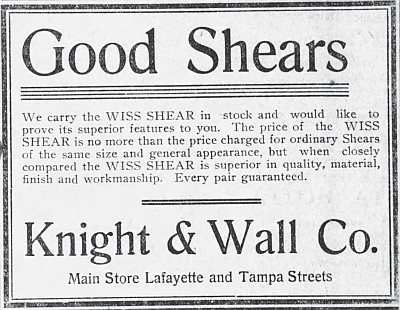 Good Shears
We carry the WISS SHEAR in stock and would like to
prove its superior features to you. The price of the WISS
SHEAR is no more than the price charged for ordinary Shears
of the same size and general appearance, but when closely
compared the WISS SHEAR is superior in quality, material,
finish and workmanship. Every pair guaranteed.
Knight & Wall Co.
Main Store Lafayette and Tampa Streets